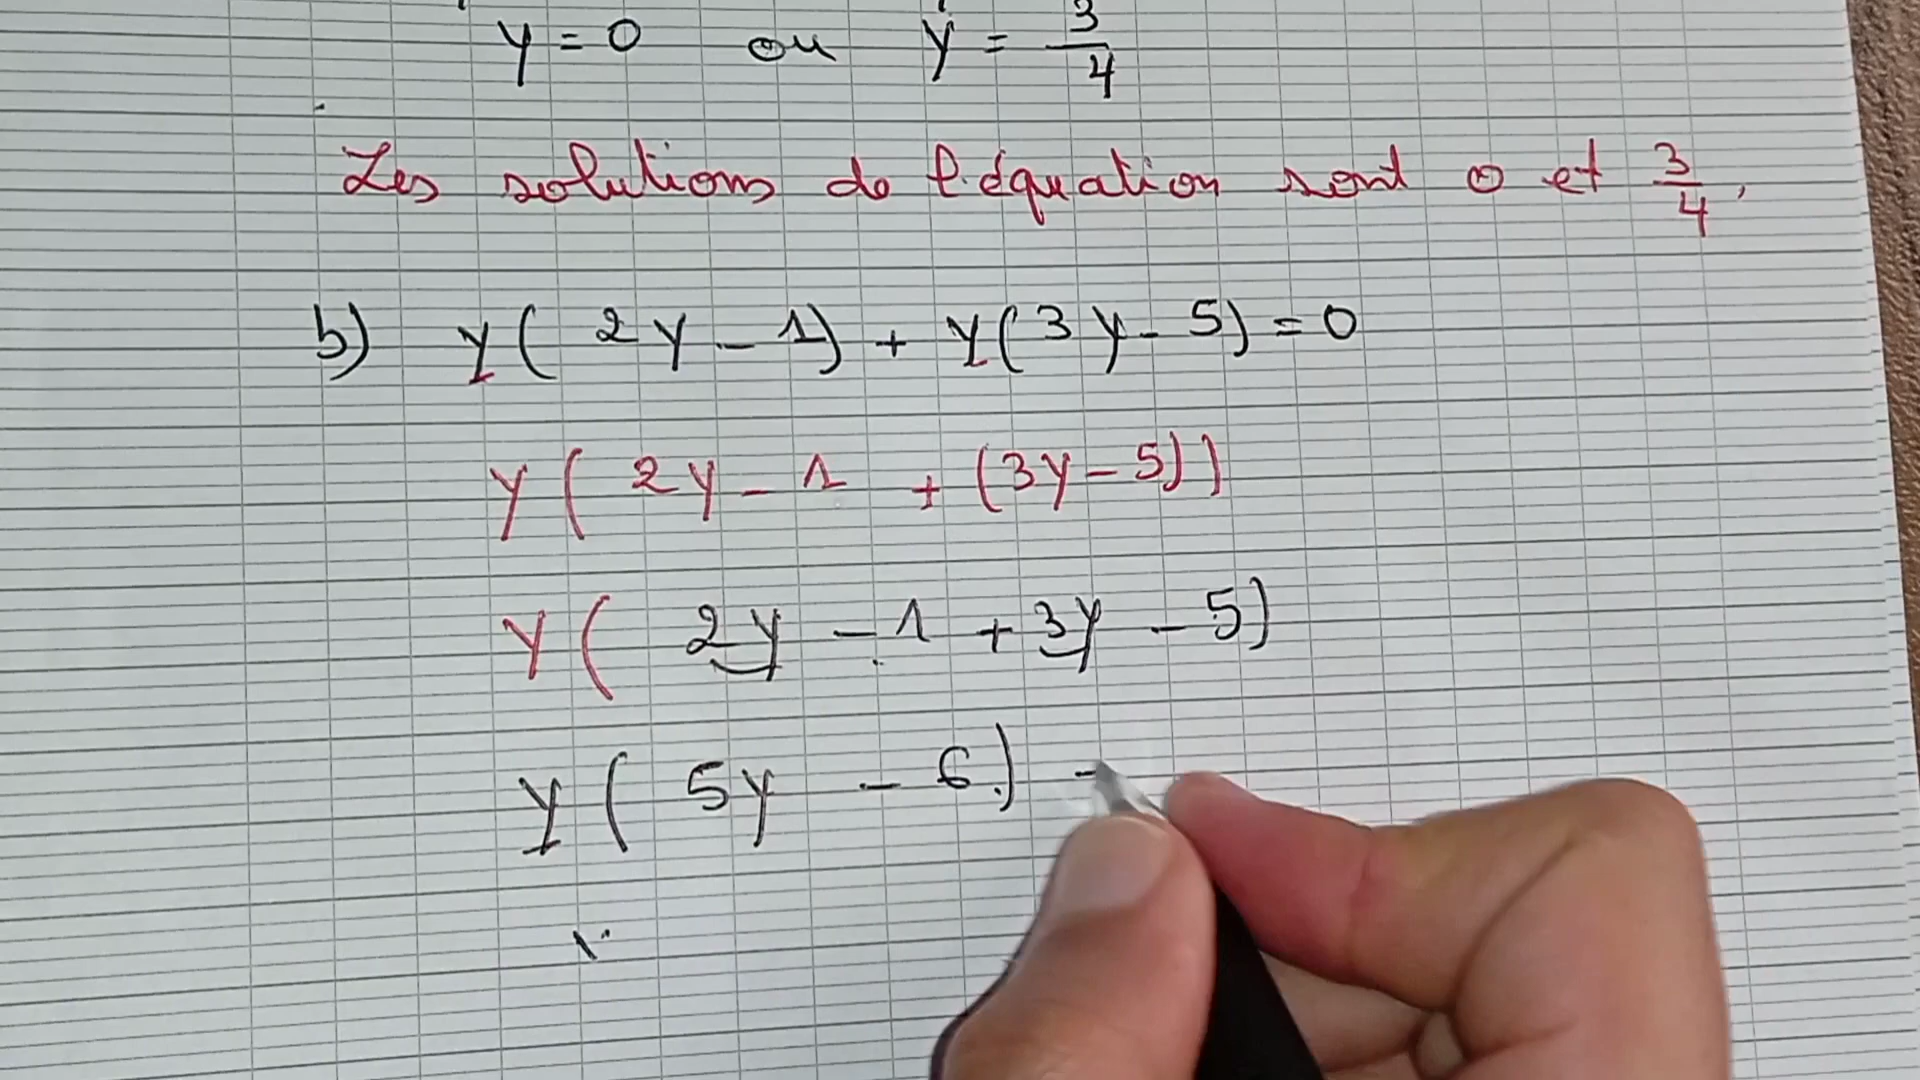 y = 0 ou y = 3/4
Les solutions de l'équation sont 0 et 3/4.
b) y( 2y - 1) + y(3y - 5) = 0
y( 2y - 1 + (3y - 5))
y( 2y - 1 + 3y - 5)
y( 5y - 6) -